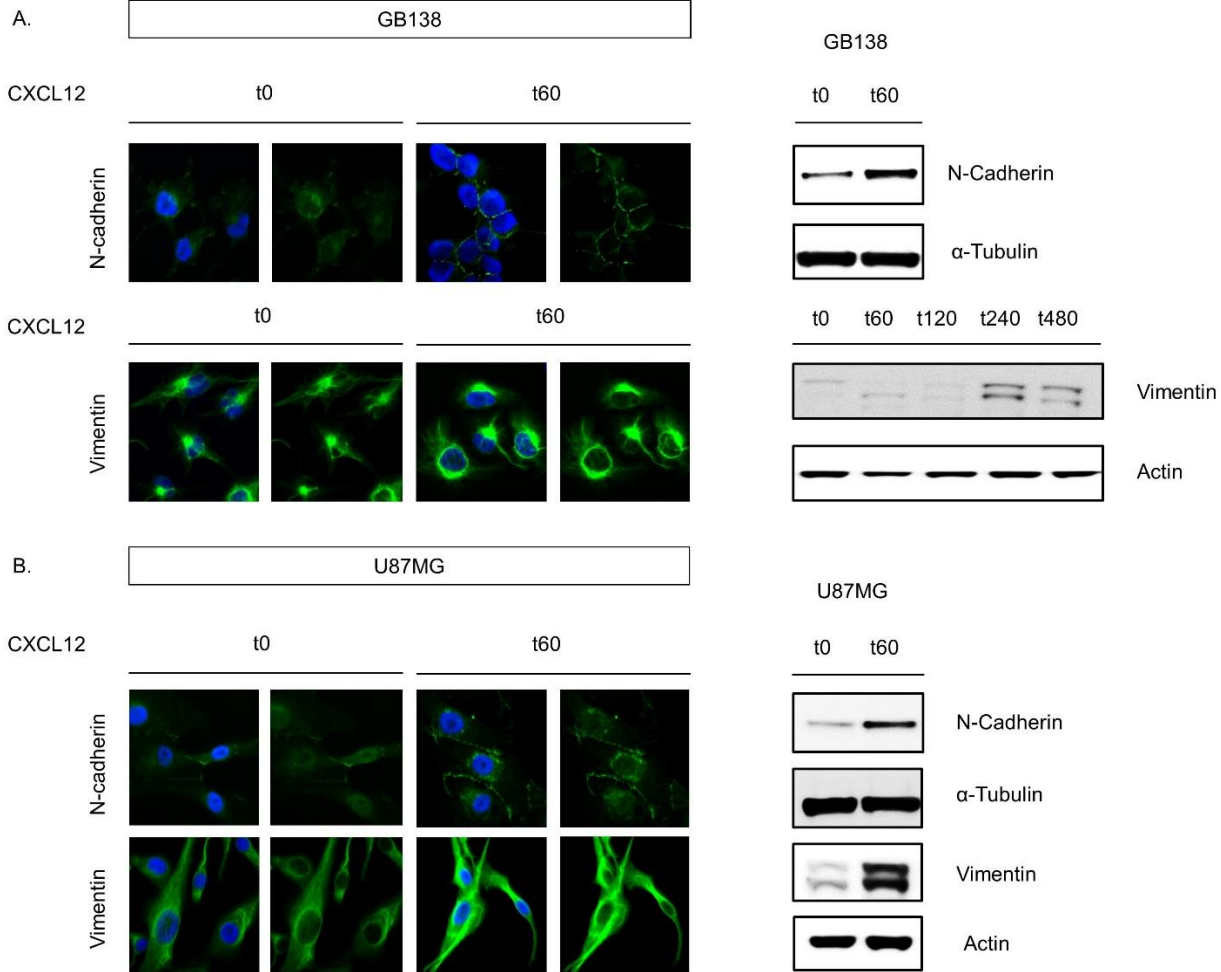 A.
GB138
GB138
CXCL12 t0 t60
t0 t60
N-cadherin
N-Cadherin
α-Tubulin
CXCL12 t0 t60
t0 t60 t120 t240 t480
Vimentin
Vimentin
Actin
B.
U87MG
U87MG
CXCL12 t0 t60
t0 t60
N-cadherin
N-Cadherin
α-Tubulin
Vimentin
Vimentin
Actin